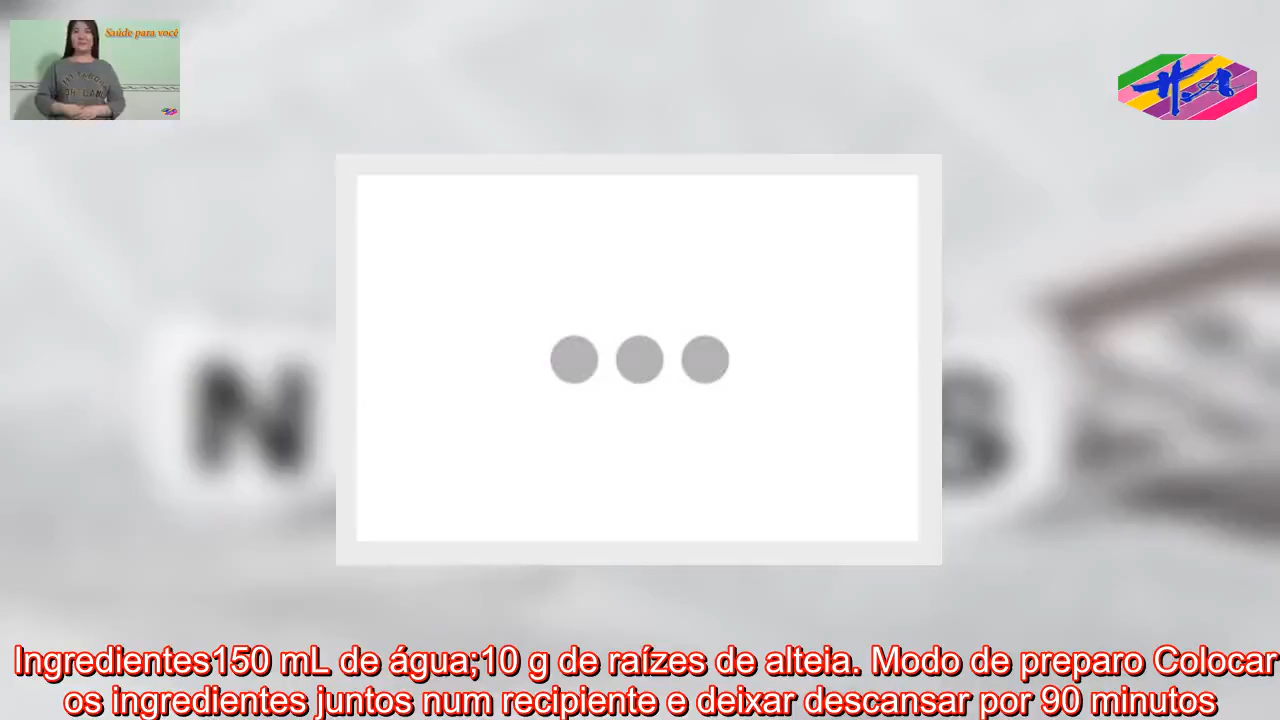 Saúde para você
Ingredientes150 mL de água;10 g de raízes de alteia. Modo de preparo Colocar
os ingredientes juntos num recipiente e deixar descansar por 90 minutos